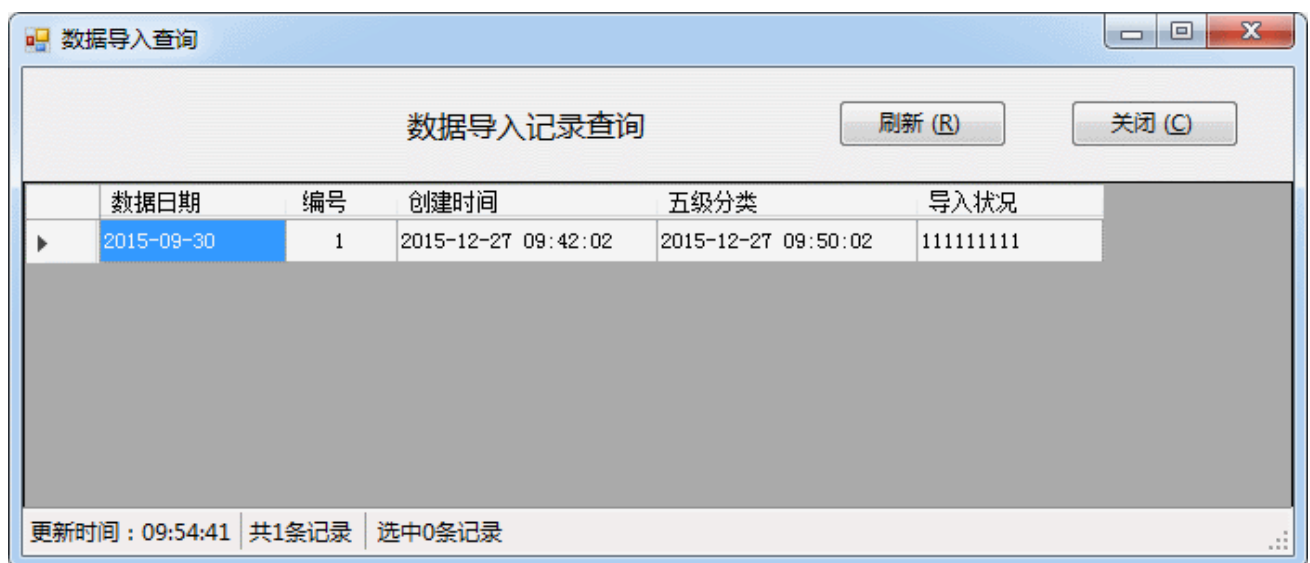 数据导入查询
数据导入记录查询 刷新 (R) 关闭 (C)
数据日期 编号 创建时间 五级分类 导入状况
2015-09-30 1 2015-12-27 09:42:02 2015-12-27 09:50:02 111111111
更新时间：09:54:41 共1条记录 选中0条记录